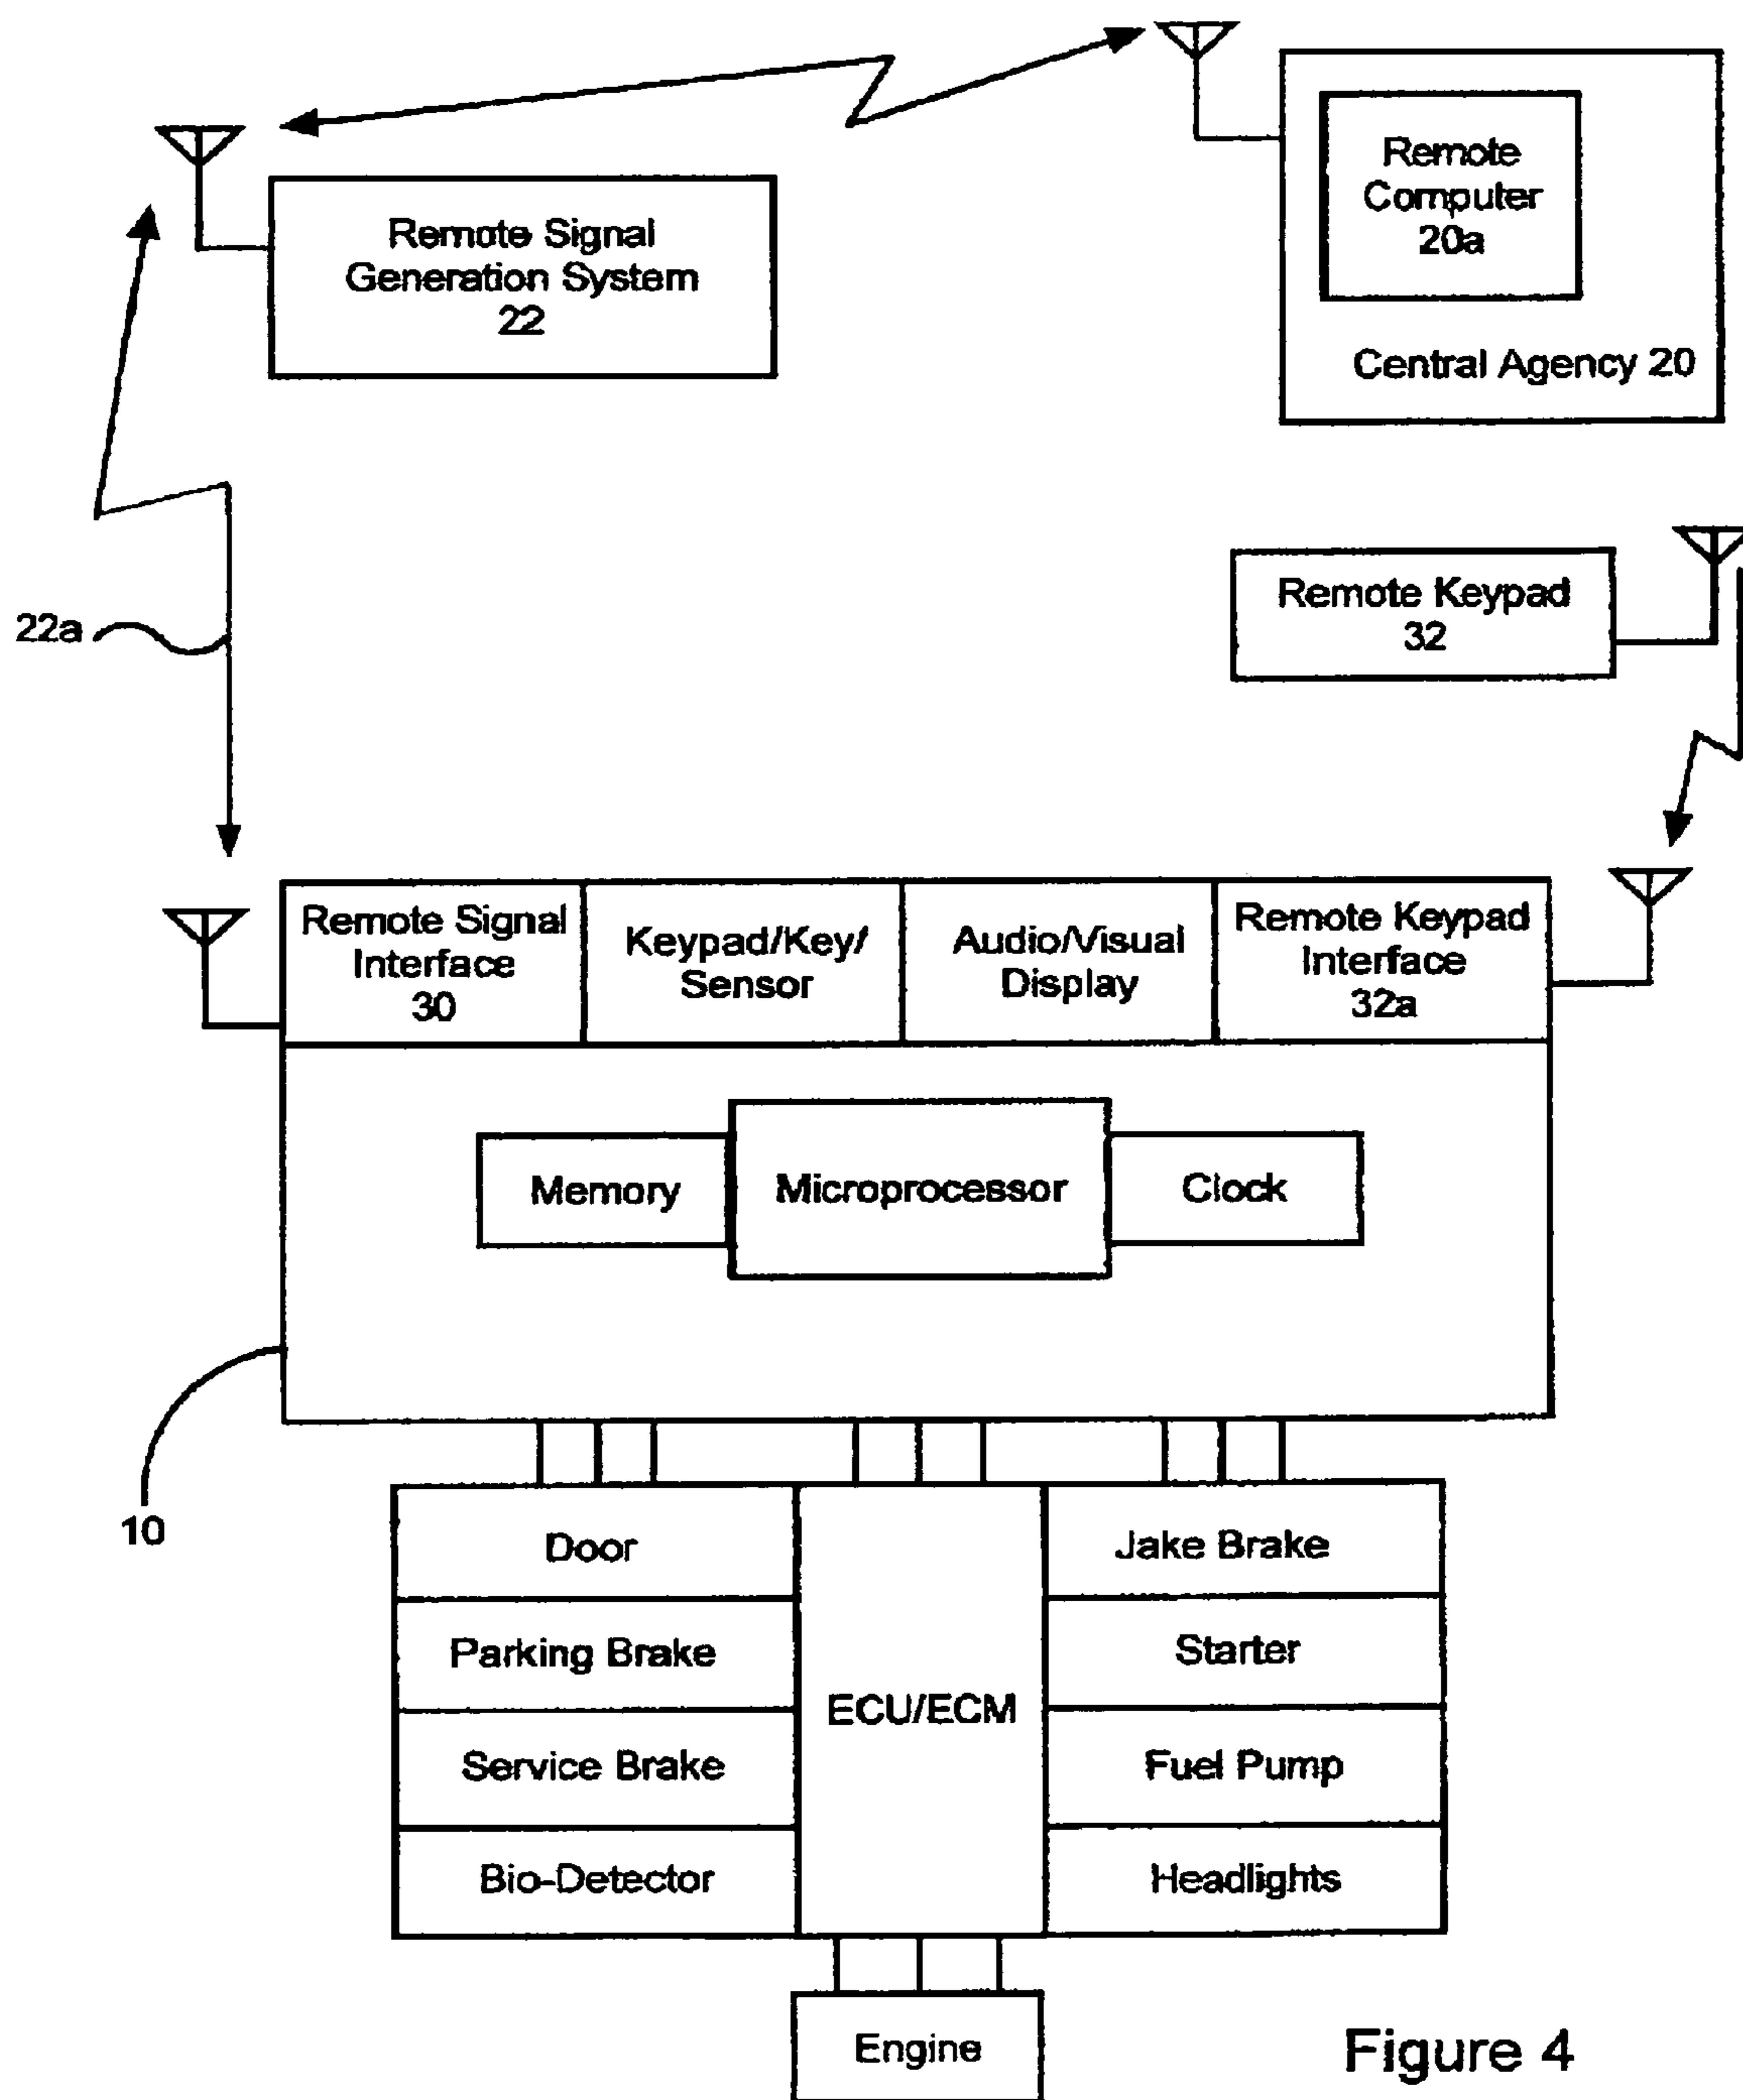 Remote
Computer
20a
Central Agency 20
Remote Signal
Generation System
22
Remote Keypad
32
22a
Remote Signal
Interface
30
Keypad/Key/
Sensor
Audio/Visual
Display
Remote Keypad
Interface
32a
Memory
Microprocessor
Clock
10
Door
Parking Brake
Service Brake
Bio-Detector
ECU/ECM
Jake Brake
Starter
Fuel Pump
Headlights
Engine
Figure 4